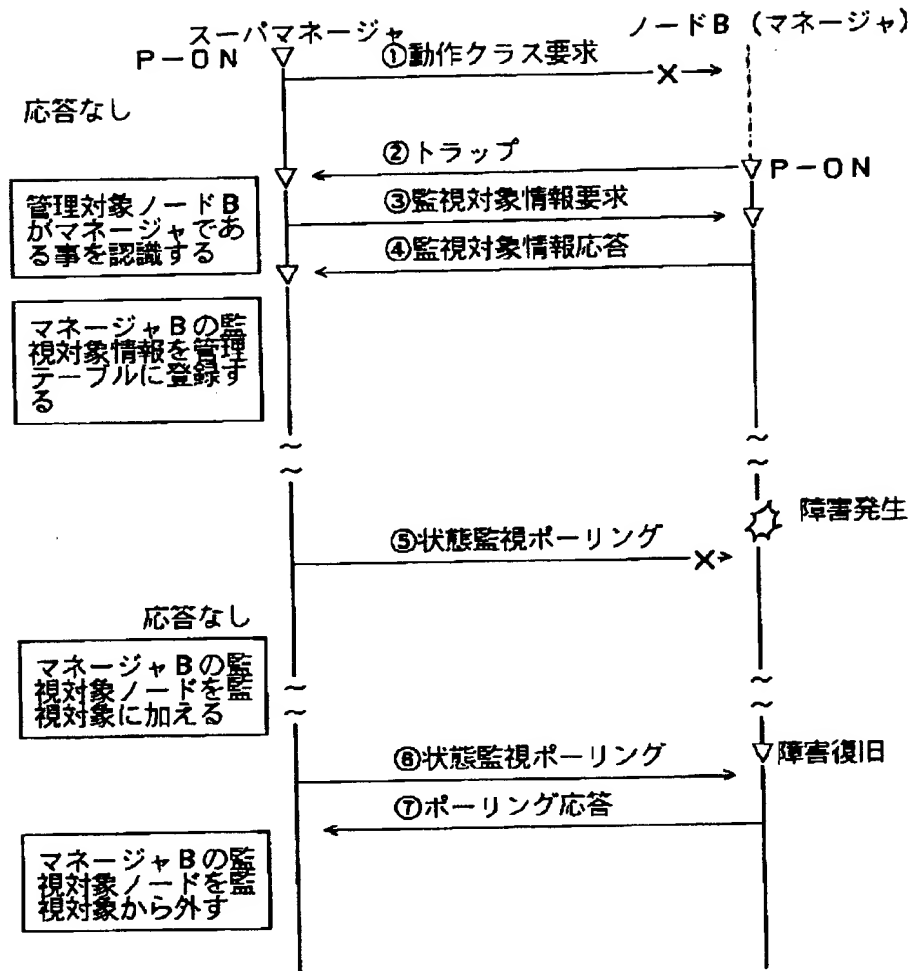 スーパマネージャ
ノードB（マネージャ）
P-ON
①動作クラス要求
×
応答なし
②トラップ
P-ON
管理対象ノードB
がマネージャであ
る事を認識する
③監視対象情報要求
④監視対象情報応答
マネージャBの監
視対象情報を管理
テーブルに登録す
る
障害発生
⑤状態監視ポーリング
×
応答なし
マネージャBの監
視対象ノードを監
視対象に加える
⑥状態監視ポーリング
障害復旧
⑦ポーリング応答
マネージャBの監
視対象ノードを監
視対象から外す